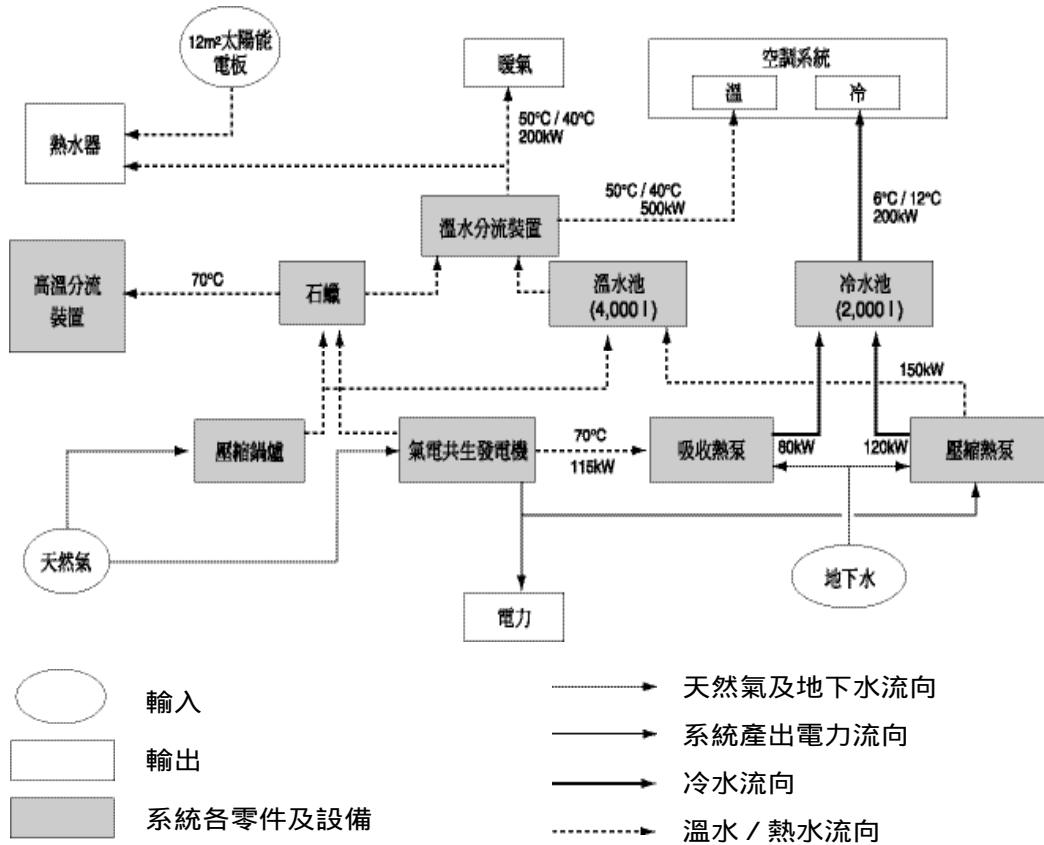 12m²太陽能
電板
暖氣
空調系統
溫
冷
熱水器
50°C / 40°C
200kW
50°C / 40°C
500kW
6°C / 12°C
200kW
溫水分流裝置
高溫分流
裝置
70°C
石蠟
溫水池
(4,000 l)
冷水池
(2,000 l)
150kW
壓縮鍋爐
氣電共生發電機
70°C
115kW
吸收熱泵
80kW
120kW
壓縮熱泵
天然氣
地下水
電力
輸入
輸出
系統各零件及設備
天然氣及地下水流向
系統產出電力流向
冷水流向
溫水 / 熱水流向